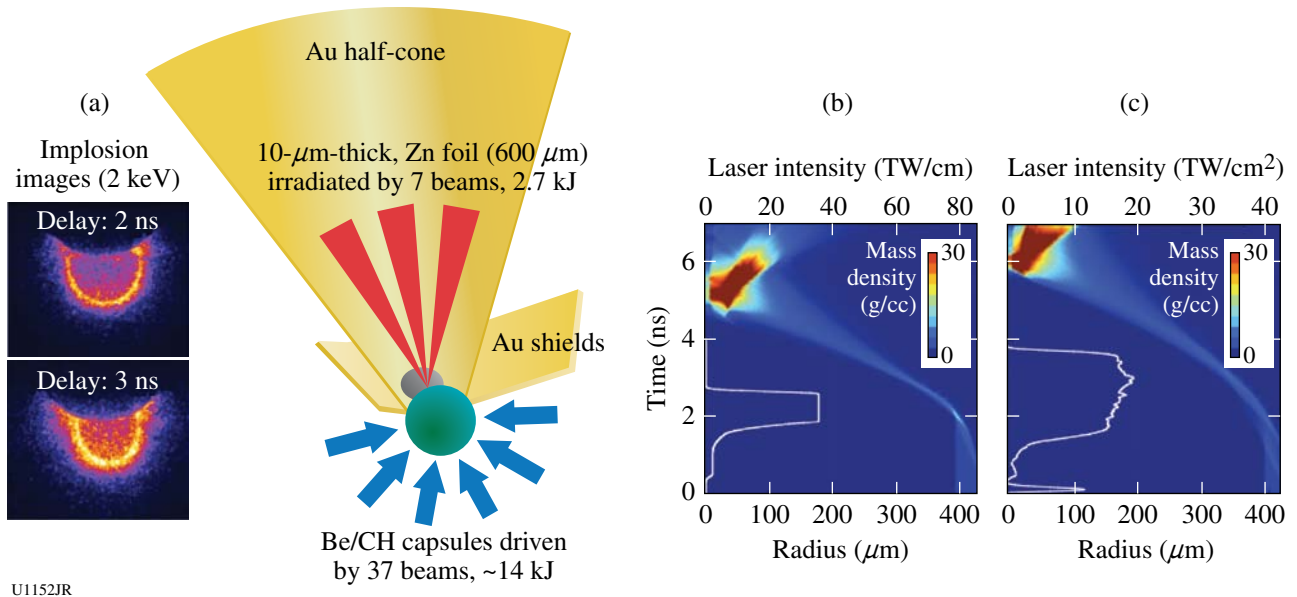 (a)
Implosion
images (2 keV)
Delay: 2 ns
Delay: 3 ns
Au half-cone
10-μm-thick, Zn foil (600 μm)
irradiated by 7 beams, 2.7 kJ
Au shields
Be/CH capsules driven
by 37 beams, ~14 kJ
(b)
Laser intensity (TW/cm)
0 20 40 60 80
Mass
density
(g/cc)
30
0
Time (ns)
6
4
2
0
0 100 200 300 400
Radius (μm)
(c)
Laser intensity (TW/cm²)
0 10 20 30 40
Mass
density
(g/cc)
30
0
0 100 200 300 400
Radius (μm)
U1152JR